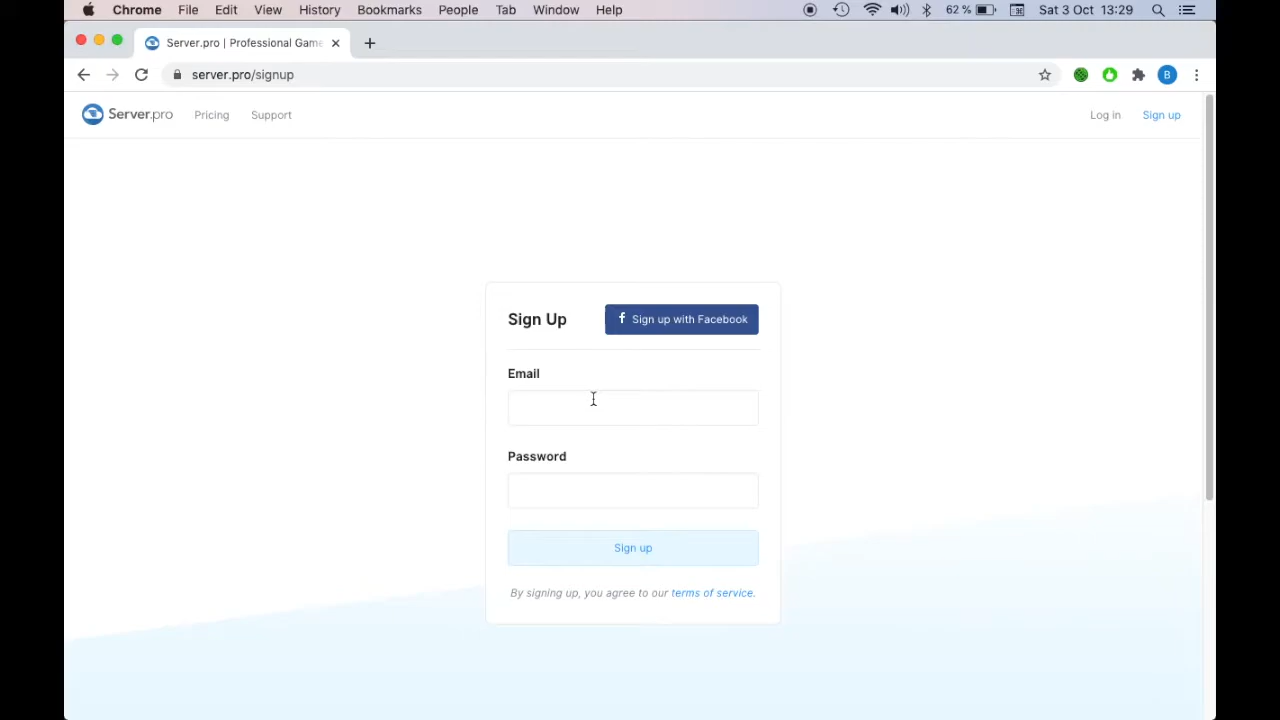 Chrome File Edit View History Bookmarks People Tab Window Help 62 % Sat 3 Oct 13:29
Server.pro | Professional Game
server.pro/signup B
Server.pro Pricing Support Log in Sign up
Sign Up f Sign up with Facebook
Email
Password
Sign up
By signing up, you agree to our terms of service.